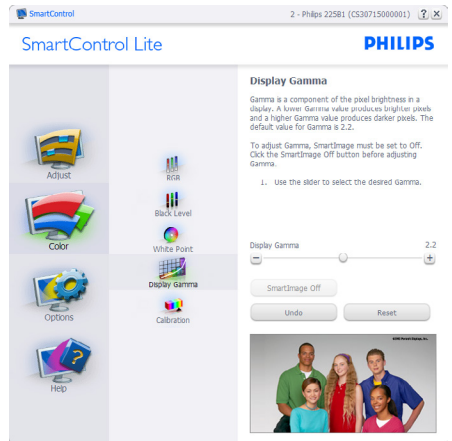 SmartControl
2 - Philips 225B1 (CS30715000001)
? X
SmartControl Lite
PHILIPS
Adjust
Color
Options
Help
RGB
Black Level
White Point
Display Gamma
Calibration
Display Gamma
Gamma is a component of the pixel brightness in a
display. A lower Gamma value produces brighter pixels
and a higher Gamma value produces darker pixels. The
default value for Gamma is 2.2.
To adjust Gamma, SmartImage must be set to Off.
Click the SmartImage Off button before adjusting
Gamma.
1. Use the slider to select the desired Gamma.
Display Gamma 2.2
SmartImage Off
Undo Reset